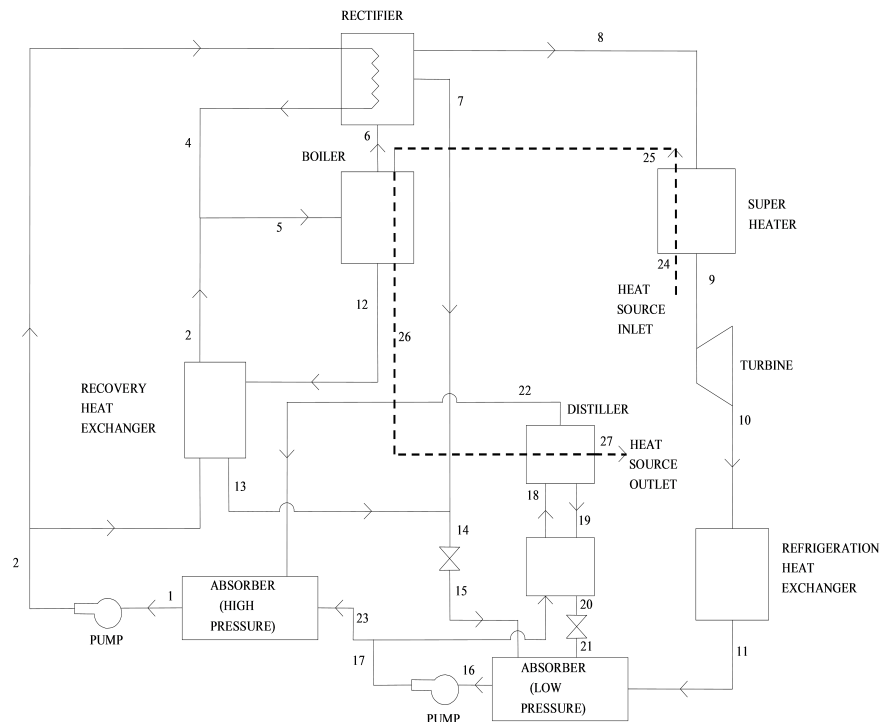 RECTIFIER
8
7
4
6
BOILER
25
5
SUPER
HEATER
24
9
12
HEAT
SOURCE
INLET
2
26
TURBINE
RECOVERY
HEAT
EXCHANGER
22
DISTILLER
10
27
HEAT
SOURCE
OUTLET
13
18
19
14
2
REFRIGERATION
HEAT
EXCHANGER
15
20
1
ABSORBER
(HIGH
PRESSURE)
23
PUMP
21
11
17
16
ABSORBER
(LOW
PRESSURE)
PUMP